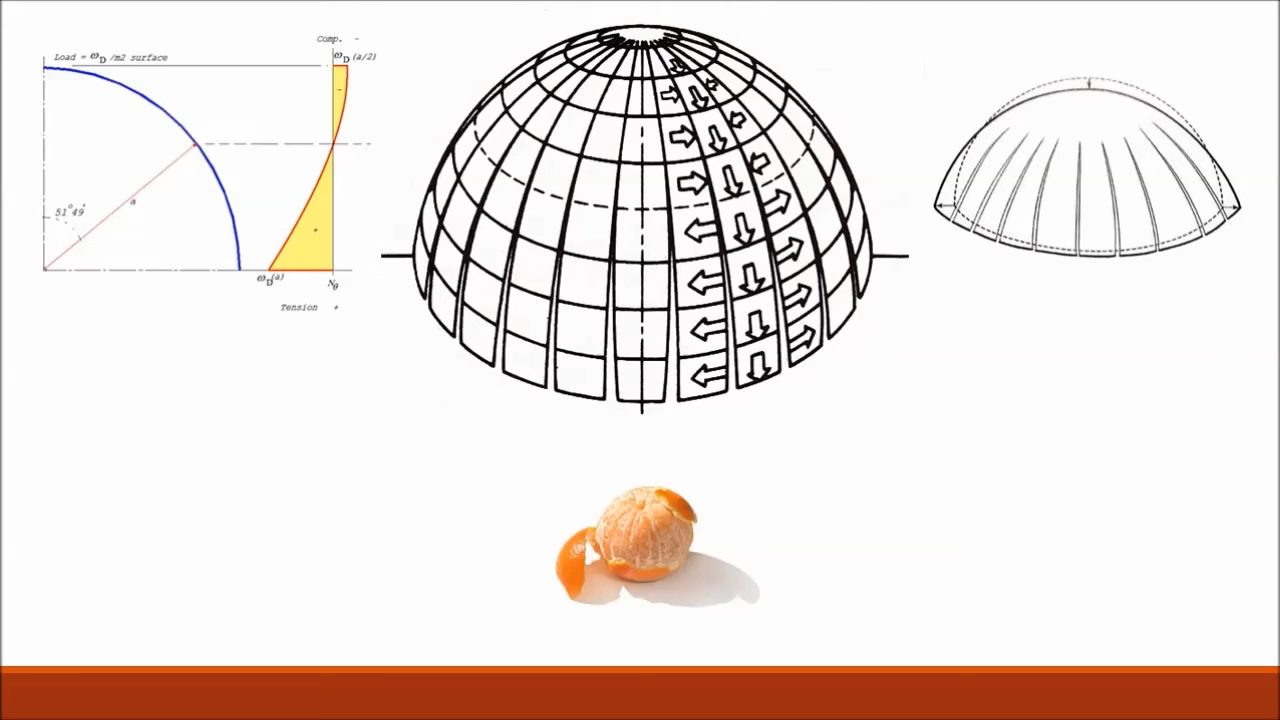 Comp. -
Load = ωD /m2 surface
ωD (a/2)
-
51°49'
a
+
ωD(a)
Nθ
Tension +